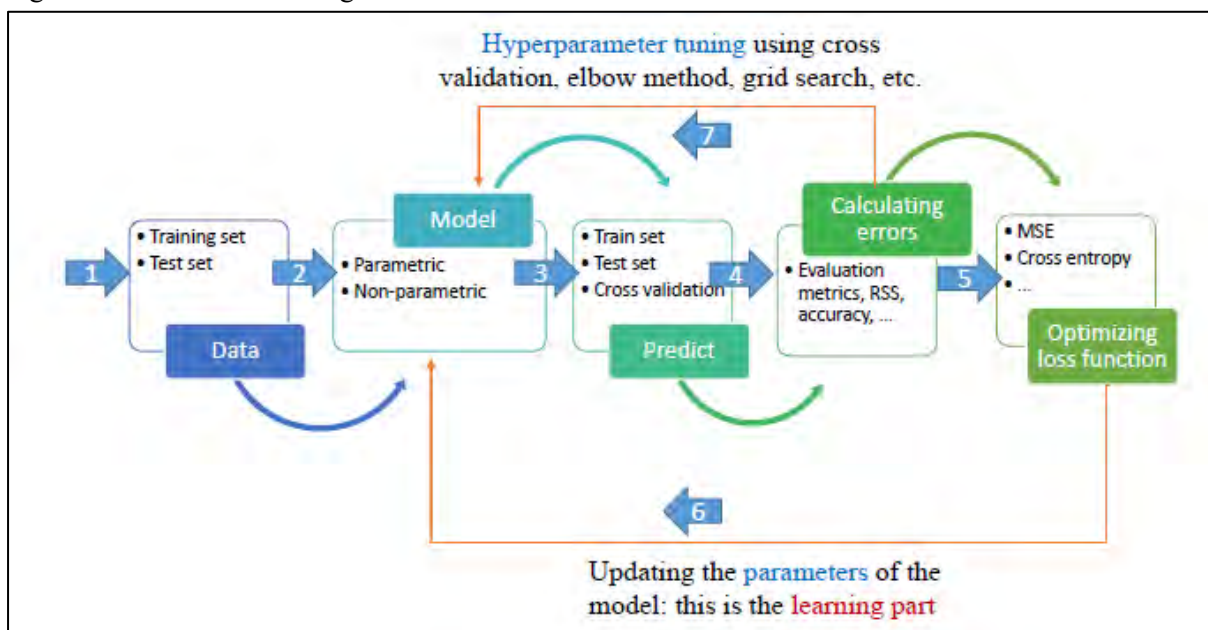 Hyperparameter tuning using cross
validation, elbow method, grid search, etc.
7
Model
Calculating
errors
1
• Training set
• Test set
Data
2
• Parametric
• Non-parametric
3
• Train set
• Test set
• Cross validation
Predict
4
• Evaluation
metrics, RSS,
accuracy, ...
5
• MSE
• Cross entropy
• ...
Optimizing
loss function
6
Updating the parameters of the
model: this is the learning part